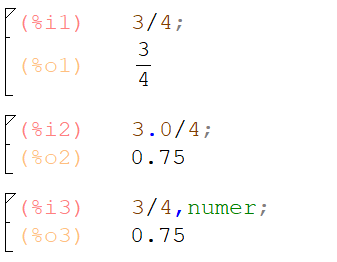 (%i1) 3/4;
(%o1) 3/4
(%i2) 3.0/4;
(%o2) 0.75
(%i3) 3/4,numer;
(%o3) 0.75